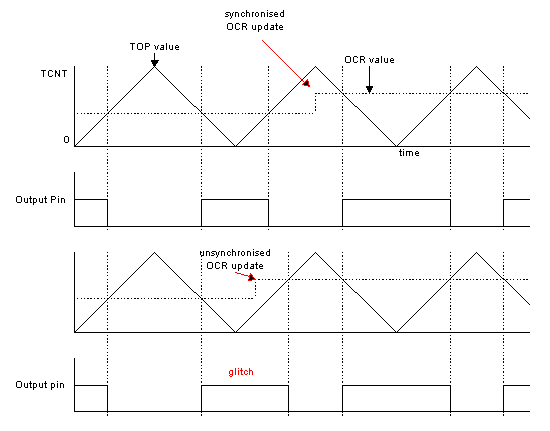 synchronised
OCR update
TOP value
OCR value
TCNT
0
time
Output Pin
unsynchronised
OCR update
glitch
Output pin